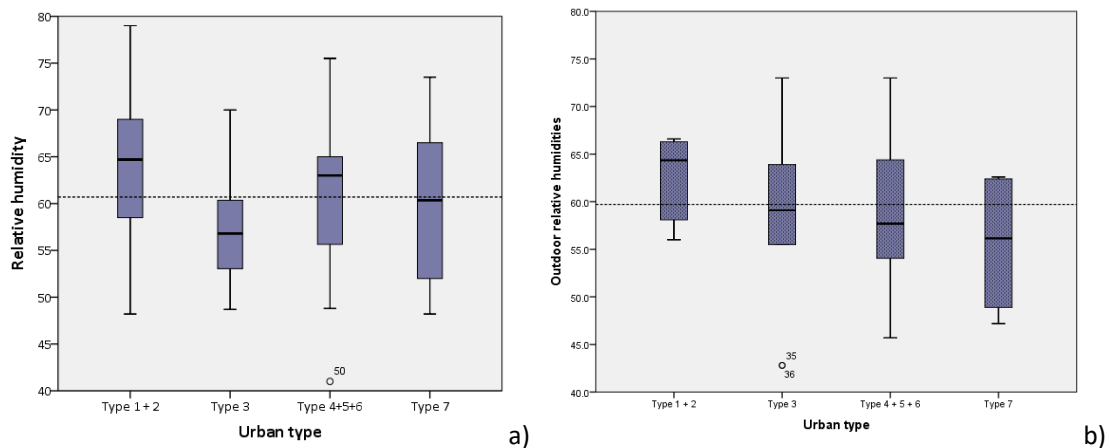 80
75
70
65
60
55
50
45
40
Relative humidity
50
Type 1 + 2 Type 3 Type 4+5+6 Type 7
Urban type
a)
80.0
75.0
70.0
65.0
60.0
55.0
50.0
45.0
40.0
Outdoor relative humidities
35
36
Type 1 + 2 Type 3 Type 4 + 5 + 6 Type 7
Urban type
b)